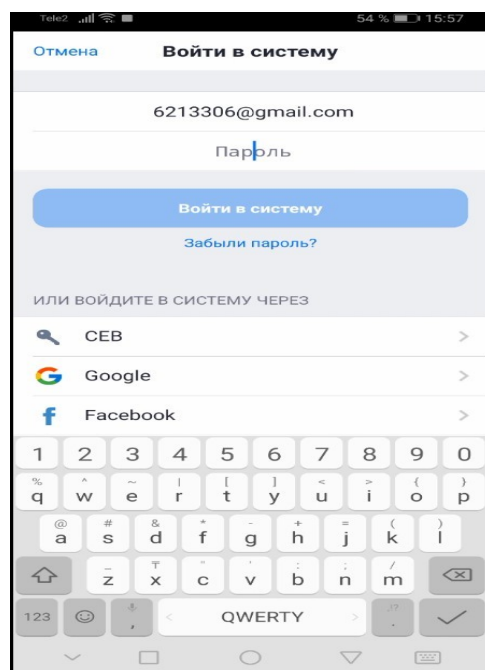 Tele2 54 % 15:57
Отмена Войти в систему
6213306@gmail.com
Пароль
Войти в систему
Забыли пароль?
ИЛИ ВОЙДИТЕ В СИСТЕМУ ЧЕРЕЗ
СЕВ
Google
Facebook
1 2 3 4 5 6 7 8 9 0
% ^ ~ | [ ] < > { }
q w e r t y u i o p
@ # & * - + = ( )
a s d f g h j k l
z x c v b n m
123 , < QWERTY > .